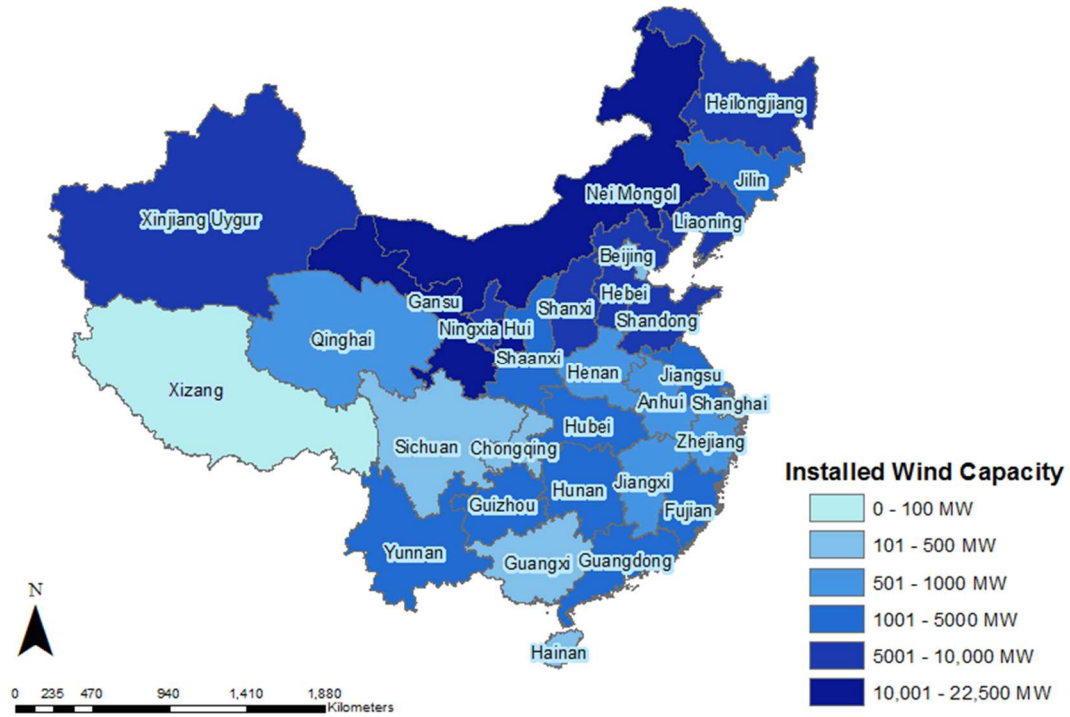 Heilongjiang
Jilin
Nei Mongol
Liaoning
Xinjiang Uygur
Beijing
Gansu
Hebei
Shanxi
Shandong
Ningxia Hui
Qinghai
Shaanxi
Henan
Jiangsu
Xizang
Anhui
Shanghai
Hubei
Sichuan
Chongqing
Zhejiang
Jiangxi
Hunan
Guizhou
Fujian
Yunnan
Guangxi
Guangdong
Hainan
Installed Wind Capacity
0 - 100 MW
101 - 500 MW
501 - 1000 MW
1001 - 5000 MW
5001 - 10,000 MW
10,001 - 22,500 MW
N
0 235 470 940 1,410 1,880
Kilometers